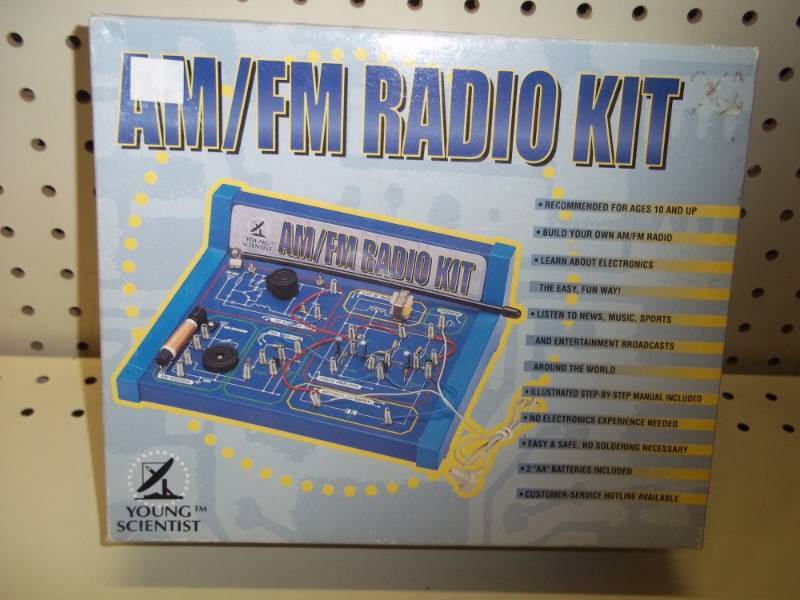 AM/FM RADIO KIT
YOUNG™
SCIENTIST
AM/FM RADIO KIT
• RECOMMENDED FOR AGES 10 AND UP
• BUILD YOUR OWN AM/FM RADIO
• LEARN ABOUT ELECTRONICS
THE EASY, FUN WAY!
• LISTEN TO NEWS, MUSIC, SPORTS
AND ENTERTAINMENT BROADCASTS
AROUND THE WORLD
• ILLUSTRATED STEP-BY-STEP MANUAL INCLUDED
• NO ELECTRONICS EXPERIENCE NEEDED
• EASY & SAFE, NO SOLDERING NECESSARY
• 2 "AA" BATTERIES INCLUDED
• CUSTOMER-SERVICE HOTLINE AVAILABLE
YOUNG™
SCIENTIST